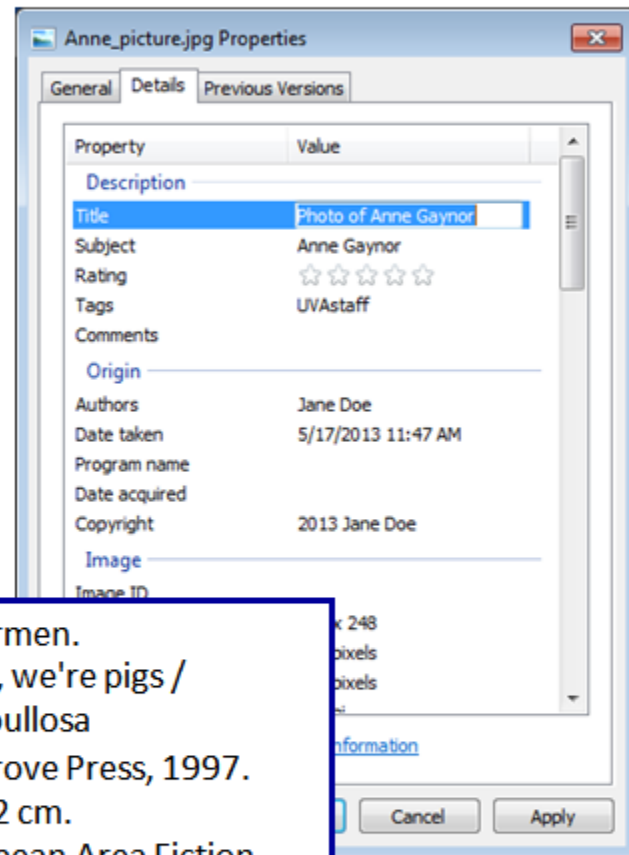 Anne_picture.jpg Properties
General Details Previous Versions
Property Value
Description
Title Photo of Anne Gaynor
Subject Anne Gaynor
Rating
Tags UVAstaff
Comments
Origin
Authors Jane Doe
Date taken 5/17/2013 11:47 AM
Program name
Date acquired
Copyright 2013 Jane Doe
Image
Image ID
x 248
pixels
pixels
rmen.
, we're pigs /
oullosa
rove Press, 1997.
2 cm.
Information
Cancel Apply
Area Fiction